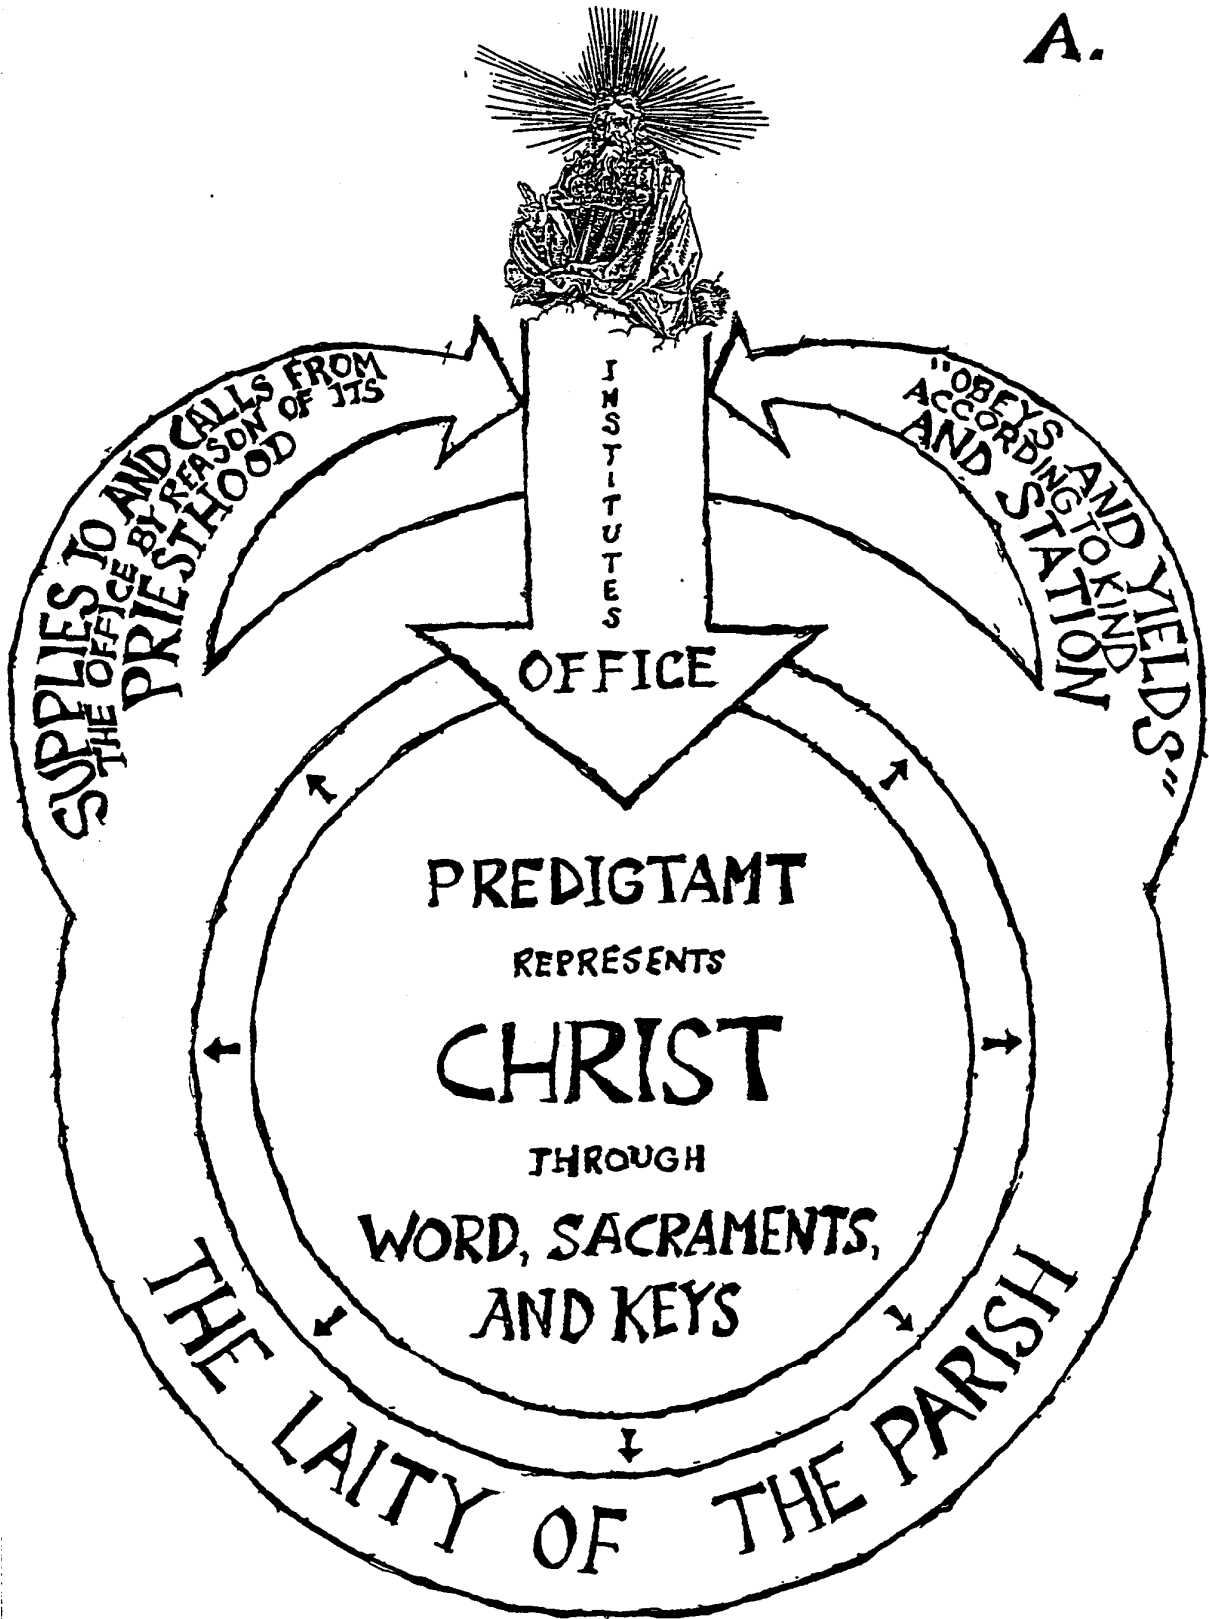 A.
INSTITUTES
OFFICE
SUPPLIES TO AND CALLS FROM
THE OFFICE BY REASON OF ITS
PRIESTHOOD
"OBEYS AND YIELDS"
ACCORDING TO KIND
AND STATION
PREDIGTAMT
REPRESENTS
CHRIST
THROUGH
WORD, SACRAMENTS,
AND KEYS
THE LAITY OF THE PARISH